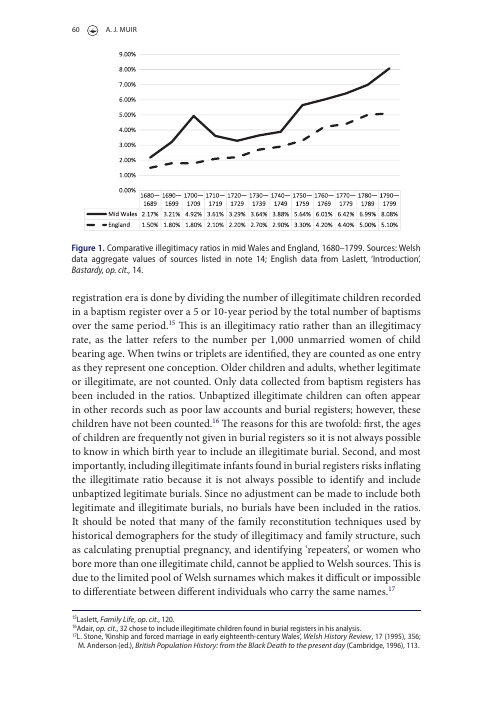 60 A. J. MUIR
9.00%
8.00%
7.00%
6.00%
5.00%
4.00%
3.00%
2.00%
1.00%
0.00%
1680— 1690— 1700— 1710— 1720— 1730— 1740— 1750— 1760— 1770— 1780— 1790—
1689 1699 1709 1719 1729 1739 1749 1759 1769 1779 1789 1799
Mid Wales 2.17% 3.21% 4.92% 3.61% 3.29% 3.64% 3.88% 5.64% 6.01% 6.42% 6.99% 8.08%
England 1.50% 1.80% 1.80% 2.10% 2.20% 2.70% 2.90% 3.30% 4.20% 4.40% 5.00% 5.10%
Figure 1. Comparative illegitimacy ratios in mid Wales and England, 1680–1799. Sources: Welsh
data aggregate values of sources listed in note 14; English data from Laslett, ‘Introduction’,
Bastardy, op. cit., 14.
registration era is done by dividing the number of illegitimate children recorded
in a baptism register over a 5 or 10-year period by the total number of baptisms
over the same period.15 This is an illegitimacy ratio rather than an illegitimacy
rate, as the latter refers to the number per 1,000 unmarried women of child
bearing age. When twins or triplets are identified, they are counted as one entry
as they represent one conception. Older children and adults, whether legitimate
or illegitimate, are not counted. Only data collected from baptism registers has
been included in the ratios. Unbaptized illegitimate children can often appear
in other records such as poor law accounts and burial registers; however, these
children have not been counted.16 The reasons for this are twofold: first, the ages
of children are frequently not given in burial registers so it is not always possible
to know in which birth year to include an illegitimate burial. Second, and most
importantly, including illegitimate infants found in burial registers risks inflating
the illegitimate ratio because it is not always possible to identify and include
unbaptized legitimate burials. Since no adjustment can be made to include both
legitimate and illegitimate burials, no burials have been included in the ratios.
It should be noted that many of the family reconstitution techniques used by
historical demographers for the study of illegitimacy and family structure, such
as calculating prenuptial pregnancy, and identifying ‘repeaters’, or women who
bore more than one illegitimate child, cannot be applied to Welsh sources. This is
due to the limited pool of Welsh surnames which makes it difficult or impossible
to differentiate between different individuals who carry the same names.17
15Laslett, Family Life, op. cit., 120.
16Adair, op. cit., 32 chose to include illegitimate children found in burial registers in his analysis.
17L. Stone, ‘Kinship and forced marriage in early eighteenth-century Wales’, Welsh History Review, 17 (1995), 356;
M. Anderson (ed.), British Population History: from the Black Death to the present day (Cambridge, 1996), 113.